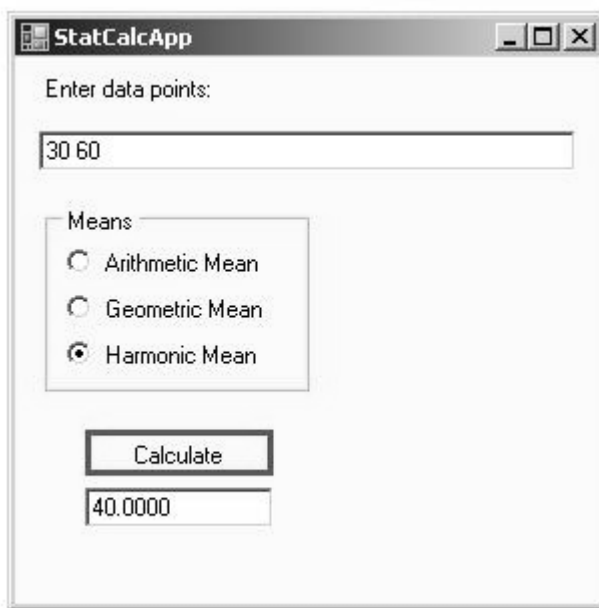 StatCalcApp
Enter data points:
30 60
Means
Arithmetic Mean
Geometric Mean
Harmonic Mean
Calculate
40.0000